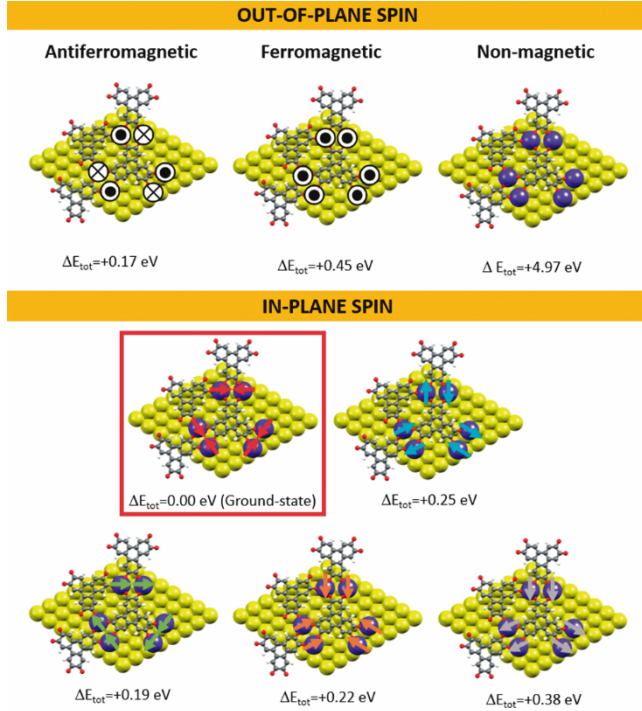 OUT-OF-PLANE SPIN
Antiferromagnetic Ferromagnetic Non-magnetic
ΔEtot=+0.17 eV ΔEtot=+0.45 eV Δ Etot=+4.97 eV
IN-PLANE SPIN
ΔEtot=0.00 eV (Ground-state) ΔEtot=+0.25 eV
ΔEtot=+0.19 eV ΔEtot=+0.22 eV ΔEtot=+0.38 eV